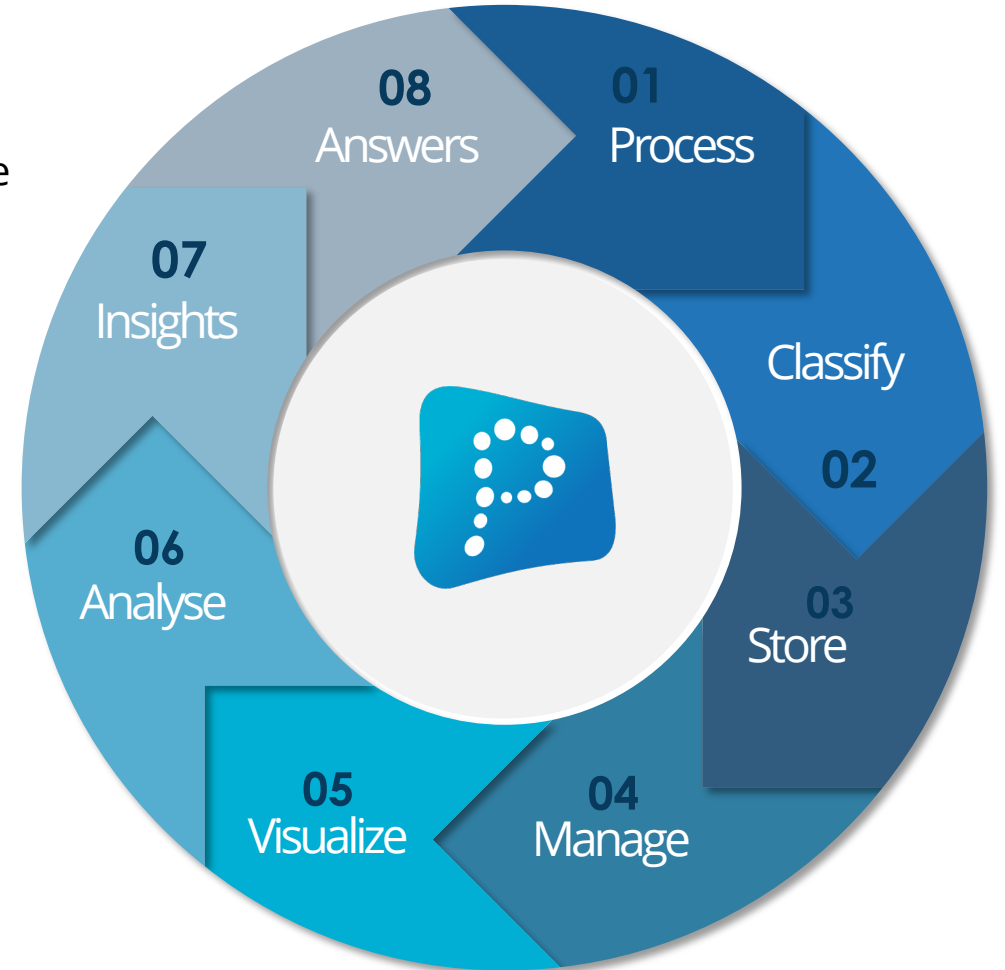 01
Process
Classify
02
03
Store
04
Manage
05
Visualize
06
Analyse
07
Insights
08
Answers
e
P